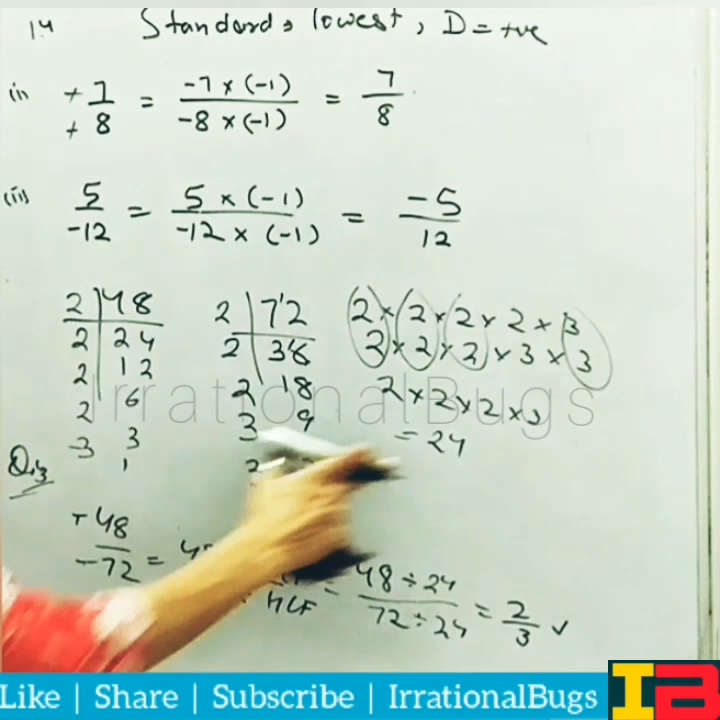 14 Standard, lowest, D = +ve
(i) +7/+8 = -7 × (-1)/-8 × (-1) = 7/8
(ii) 5/-12 = 5 × (-1)/-12 × (-1) = -5/12
2 | 48 2 | 72 2 × 2 × 2 × 2 × 3
2 | 24 2 | 36 2 × 2 × 2 × 3 × 3
2 | 12 2 | 18 2 × 2 × 2 × 3
2 | 6 3 | 9 = 24
3 | 3
1
IrrationalBugs
Q.3
+48/-72 = HCF = 48 ÷ 24/72 ÷ 24 = 2/3 ✓
Like | Share | Subscribe | IrrationalBugs
IB